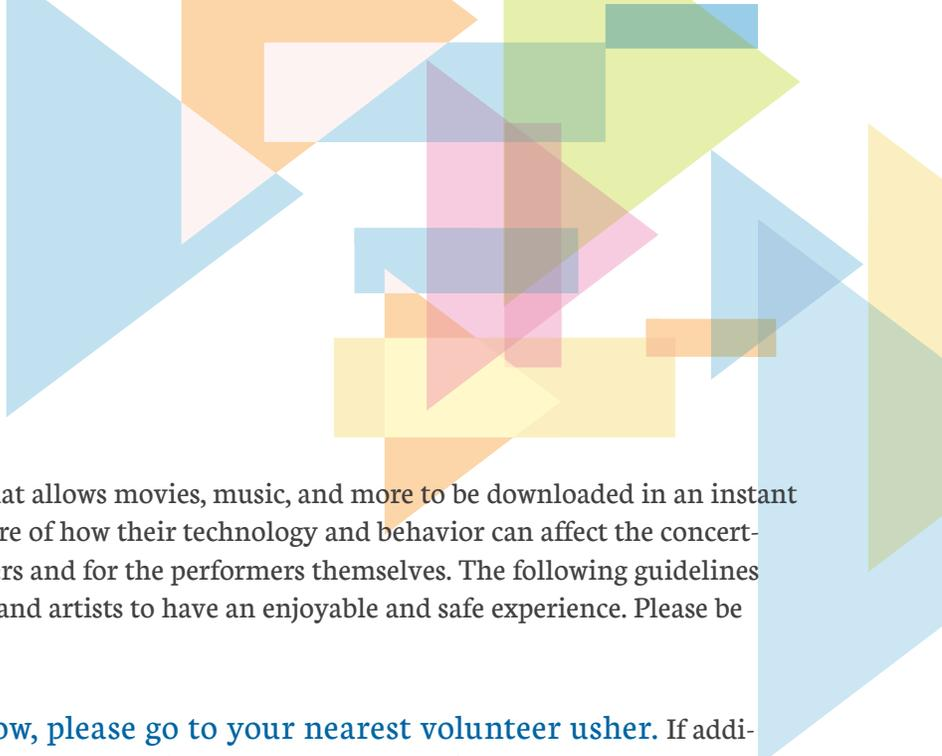 at allows movies, music, and more to be downloaded in an instant
re of how their technology and behavior can affect the concert-
ers and for the performers themselves. The following guidelines
and artists to have an enjoyable and safe experience. Please be
ow, please go to your nearest volunteer usher. If addi-